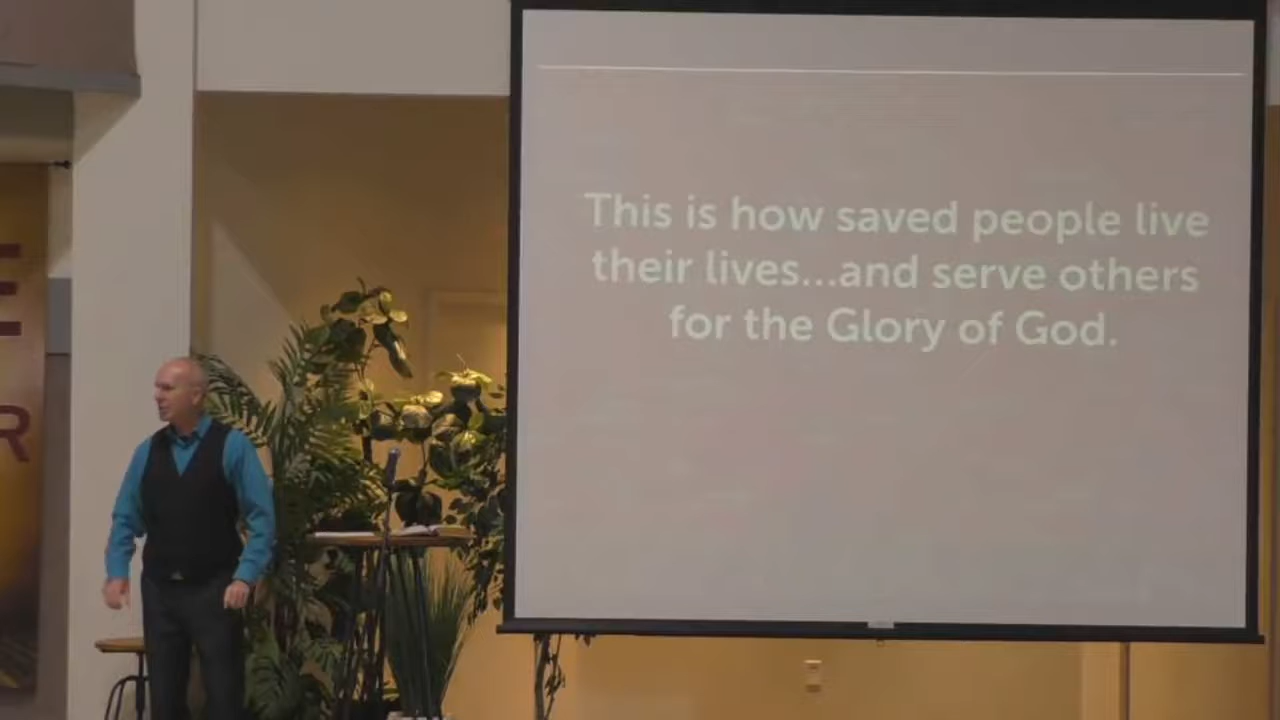 This is how saved people live
their lives...and serve others
for the Glory of God.